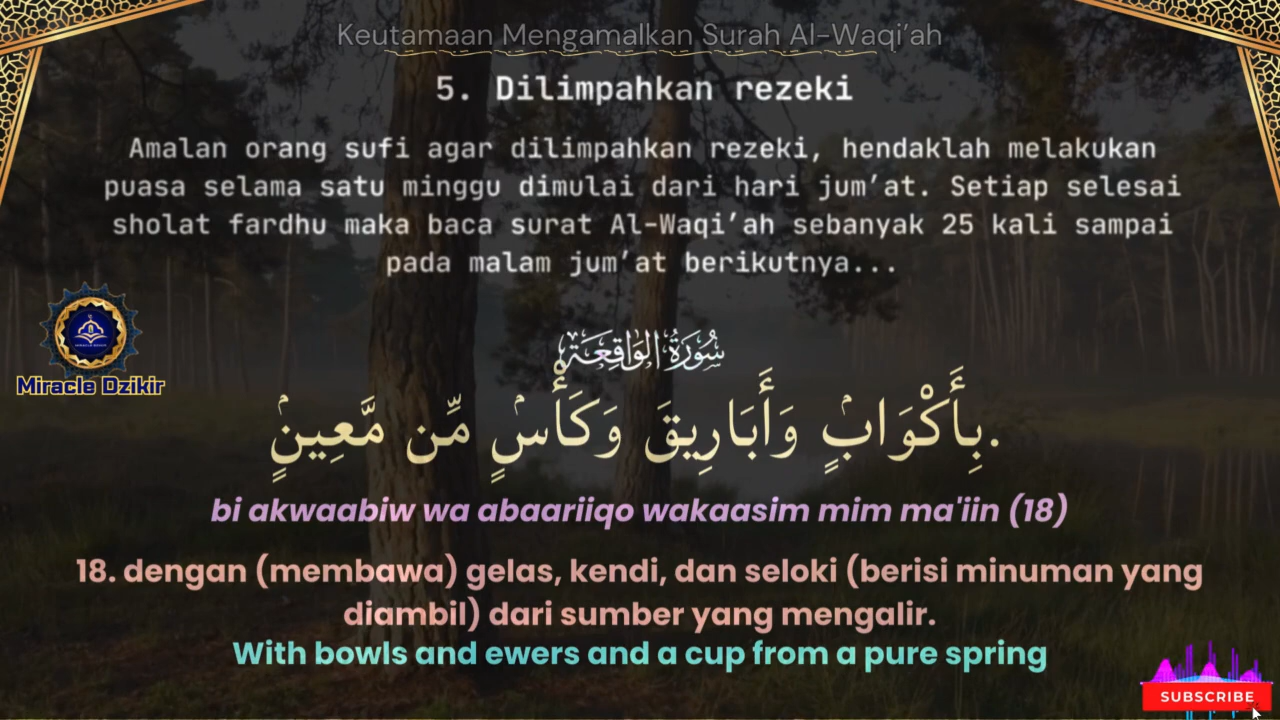 Keutamaan Mengamalkan Surah Al-Waqi’ah
5. Dilimpahkan rezeki
Amalan orang sufi agar dilimpahkan rezeki, hendaklah melakukan
puasa selama satu minggu dimulai dari hari jum’at. Setiap selesai
sholat fardhu maka baca surat Al-Waqi’ah sebanyak 25 kali sampai
pada malam jum’at berikutnya...
Miracle Dzikir
سُورَةُ الوَاقِعَة
بِأَكْوَابٍۢ وَأَبَارِيقَ وَكَأْسٍۢ مِّن مَّعِينٍۢ.
bi akwaabiw wa abaariiqo wakaasim mim ma'iin (18)
18. dengan (membawa) gelas, kendi, dan seloki (berisi minuman yang
diambil) dari sumber yang mengalir.
With bowls and ewers and a cup from a pure spring
SUBSCRIBE